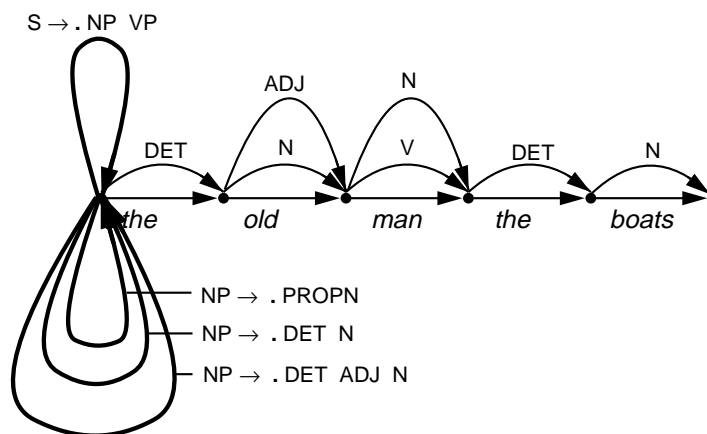 S → . NP VP
ADJ N
DET N V DET N
the old man the boats
NP → . PROPN
NP → . DET N
NP → . DET ADJ N